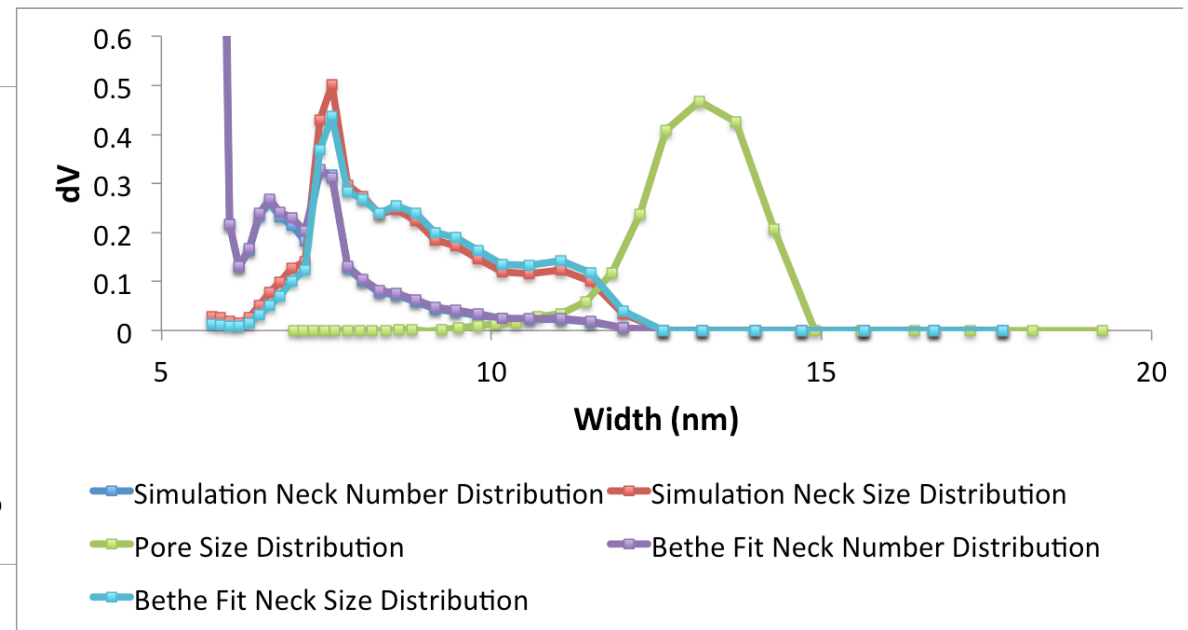 0.6
0.5
0.4
0.3
0.2
0.1
0
dV
5 10 15 20
Width (nm)
Simulation Neck Number Distribution Simulation Neck Size Distribution
Pore Size Distribution Bethe Fit Neck Number Distribution
Bethe Fit Neck Size Distribution